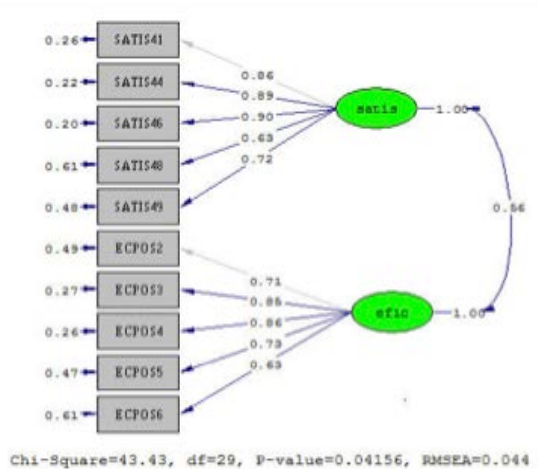 0.26 SATIS41
0.86
0.22 SATIS44
0.89
0.20 SATIS46
0.90
satis 1.00
0.61 SATIS48
0.63
0.72
0.48 SATIS49
0.56
0.49 ECPOS2
0.71
0.27 ECPOS3
0.85
0.26 ECPOS4
0.86
efic 1.00
0.47 ECPOS5
0.73
0.63
0.61 ECPOS6
Chi-Square=43.43, df=29, P-value=0.04156, RMSEA=0.044